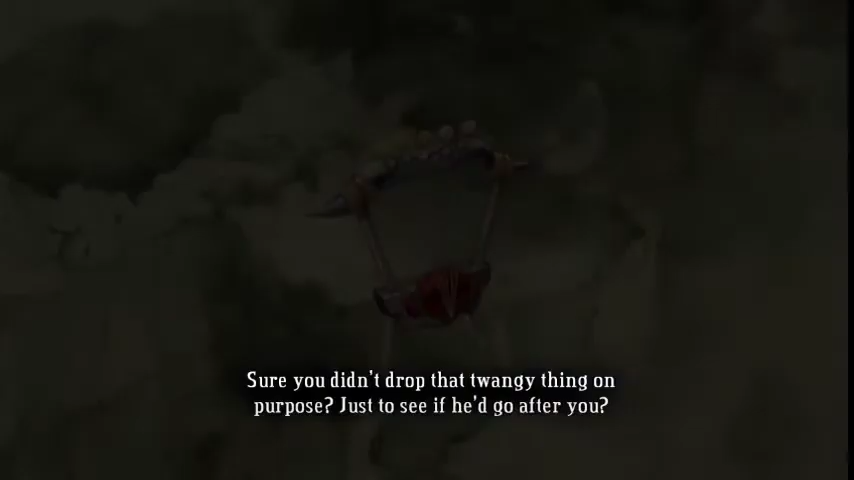 Sure you didn't drop that twangy thing on
purpose? Just to see if he'd go after you?